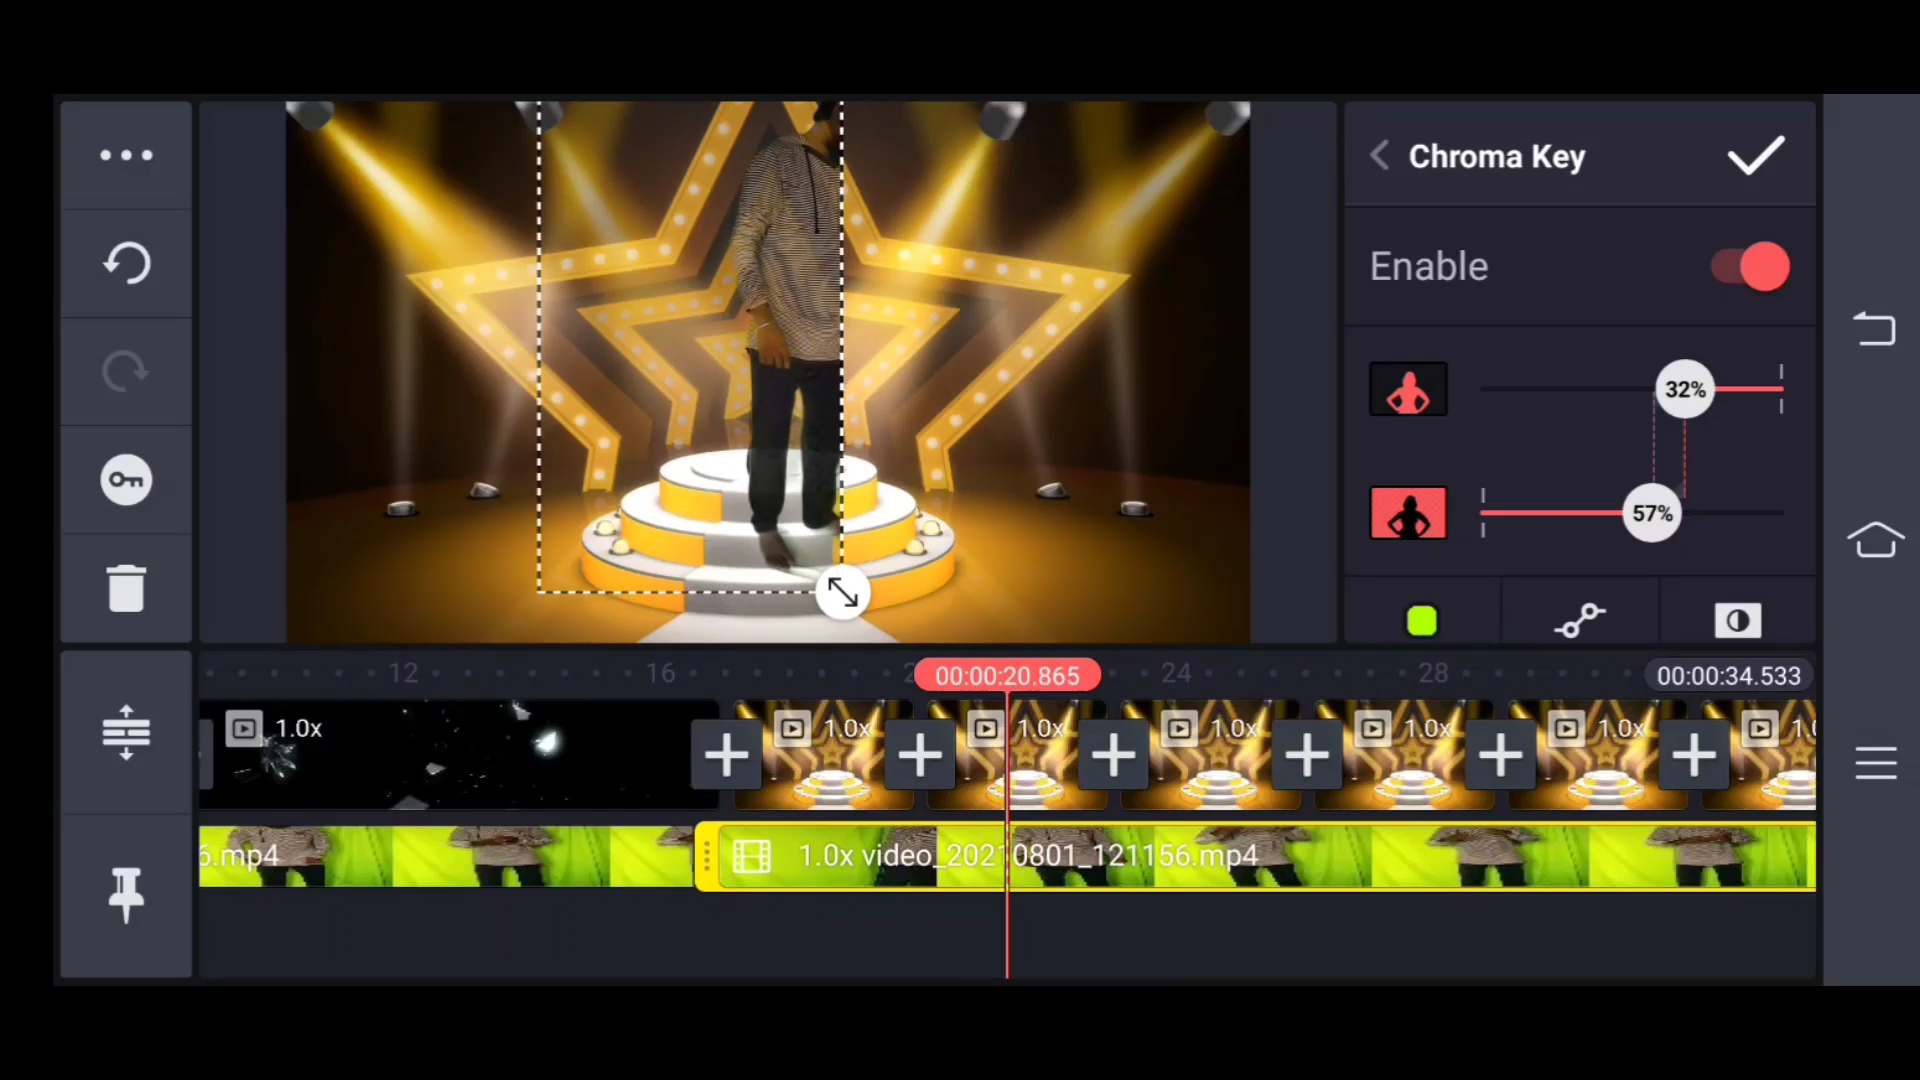 Chroma Key
Enable
32%
57%
12
16
00:00:20.865
24
28
00:00:34.533
1.0x
1.0x
1.0x
1.0x
1.0x
1.0x
6.mp4
1.0x video_20210801_121156.mp4